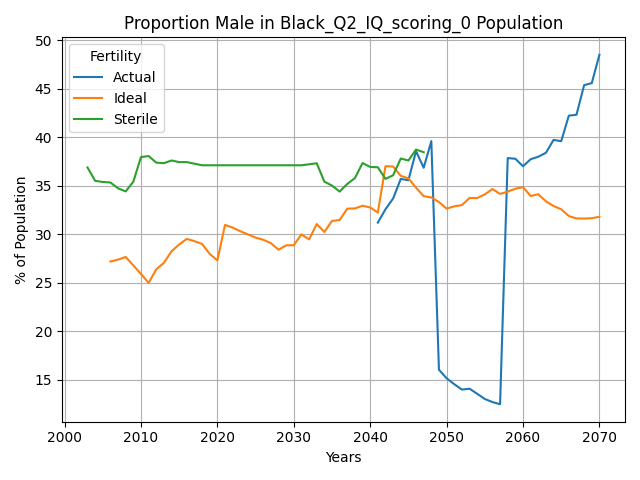 Proportion Male in Black_Q2_IQ_scoring_0 Population
% of Population
50
45
40
35
30
25
20
15
Fertility
Actual
Ideal
Sterile
2000 2010 2020 2030 2040 2050 2060 2070
Years